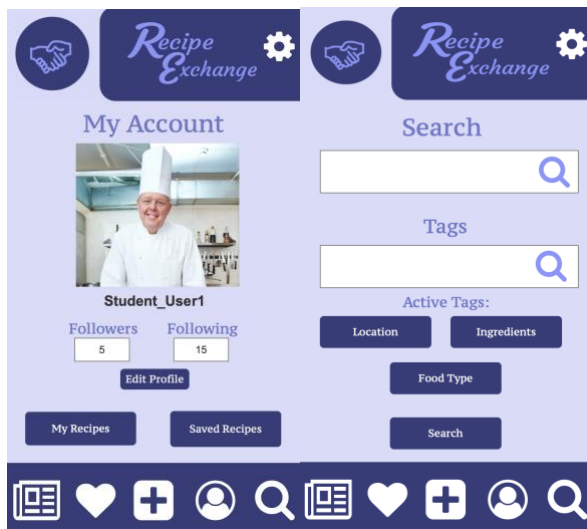 Recipe
Exchange
My Account
Student_User1
Followers Following
5 15
Edit Profile
My Recipes Saved Recipes
Recipe
Exchange
Search
Tags
Active Tags:
Location Ingredients
Food Type
Search